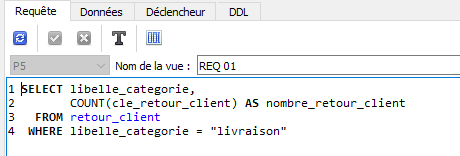 Requête Données Déclencheur DDL
P5 Nom de la vue : REQ 01
1 SELECT libelle_categorie,
2 COUNT(cle_retour_client) AS nombre_retour_client
3 FROM retour_client
4 WHERE libelle_categorie = "livraison"